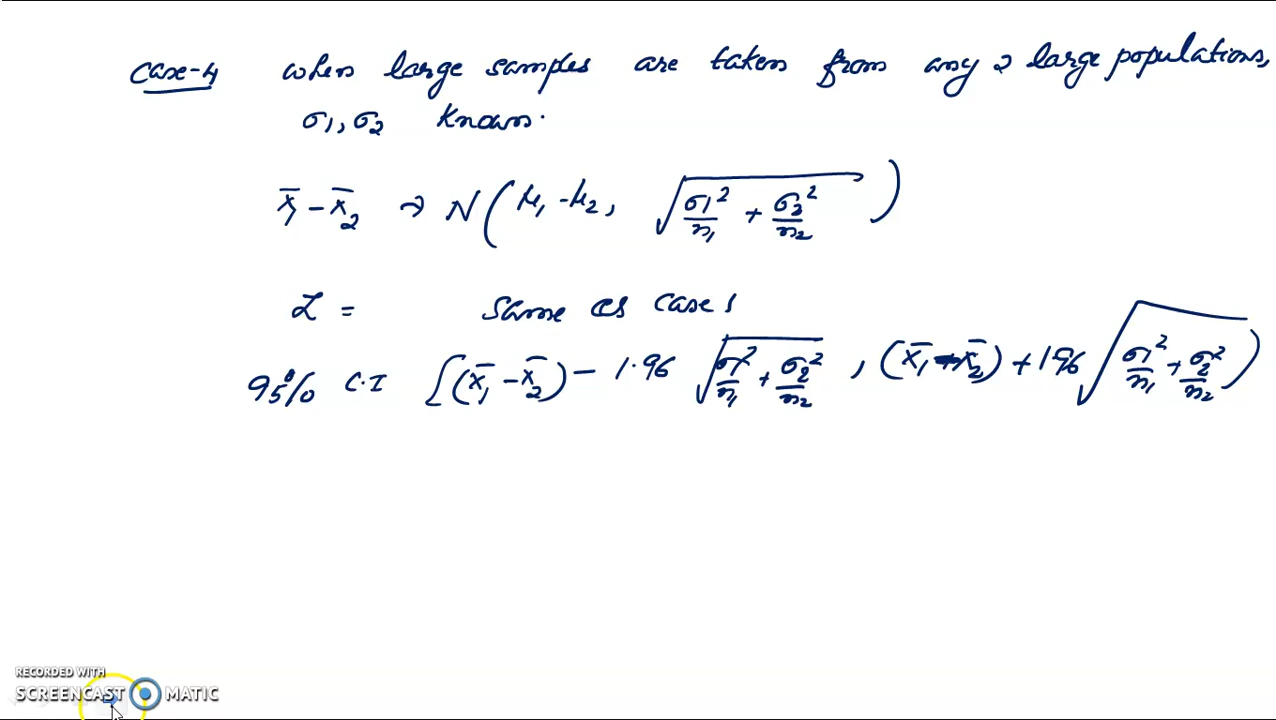 Case-4 when large samples are taken from any 2 large populations,
σ1, σ2 known.
x̄1 - x̄2 → N(μ1 - μ2, √(σ1²/n1 + σ2²/n2))
Z = same as case 1
95% C.I [(x̄1 - x̄2) - 1.96 √(σ1²/n1 + σ2²/n2), (x̄1 - x̄2) + 1.96 √(σ1²/n1 + σ2²/n2))
RECORDED WITH
SCREENCAST MATIC